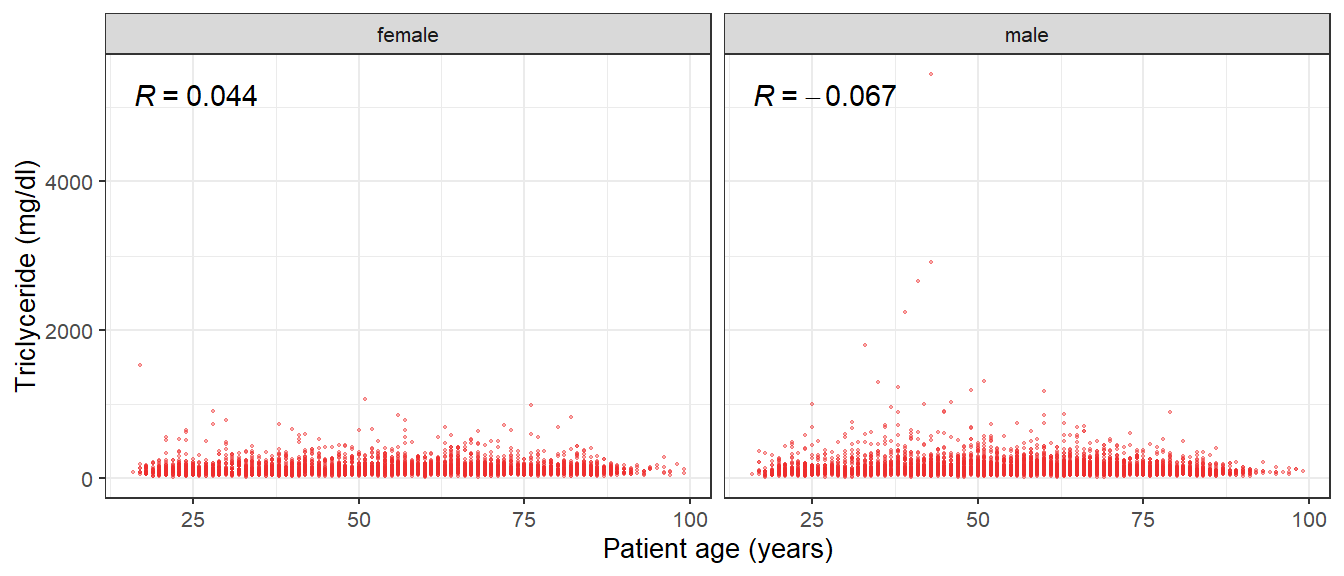 female
male
R = 0.044
R = −0.067
Triclyceride (mg/dl)
4000
2000
0
25 50 75 100
25 50 75 100
Patient age (years)